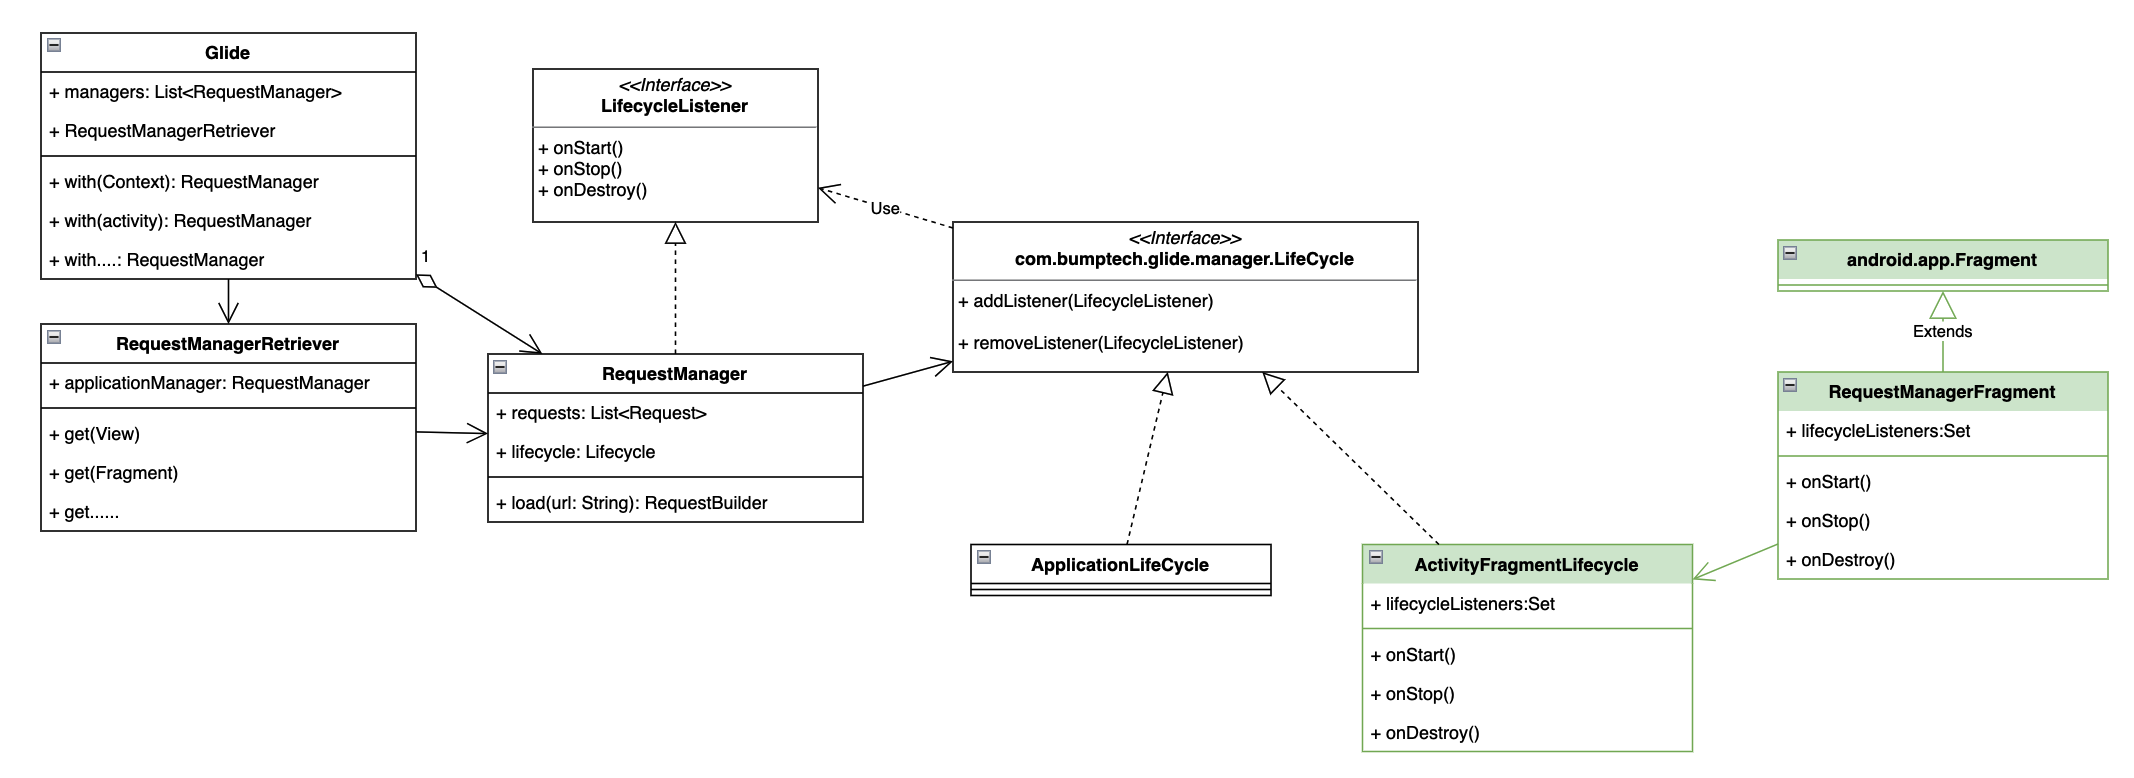 Glide
+ managers: List<RequestManager>
+ RequestManagerRetriever
+ with(Context): RequestManager
+ with(activity): RequestManager
+ with....: RequestManager
1
RequestManagerRetriever
+ applicationManager: RequestManager
+ get(View)
+ get(Fragment)
+ get......
<<Interface>>
LifecycleListener
+ onStart()
+ onStop()
+ onDestroy()
Use
RequestManager
+ requests: List<Request>
+ lifecycle: Lifecycle
+ load(url: String): RequestBuilder
<<Interface>>
com.bumptech.glide.manager.LifeCycle
+ addListener(LifecycleListener)
+ removeListener(LifecycleListener)
ApplicationLifeCycle
ActivityFragmentLifecycle
+ lifecycleListeners:Set
+ onStart()
+ onStop()
+ onDestroy()
android.app.Fragment
Extends
RequestManagerFragment
+ lifecycleListeners:Set
+ onStart()
+ onStop()
+ onDestroy()